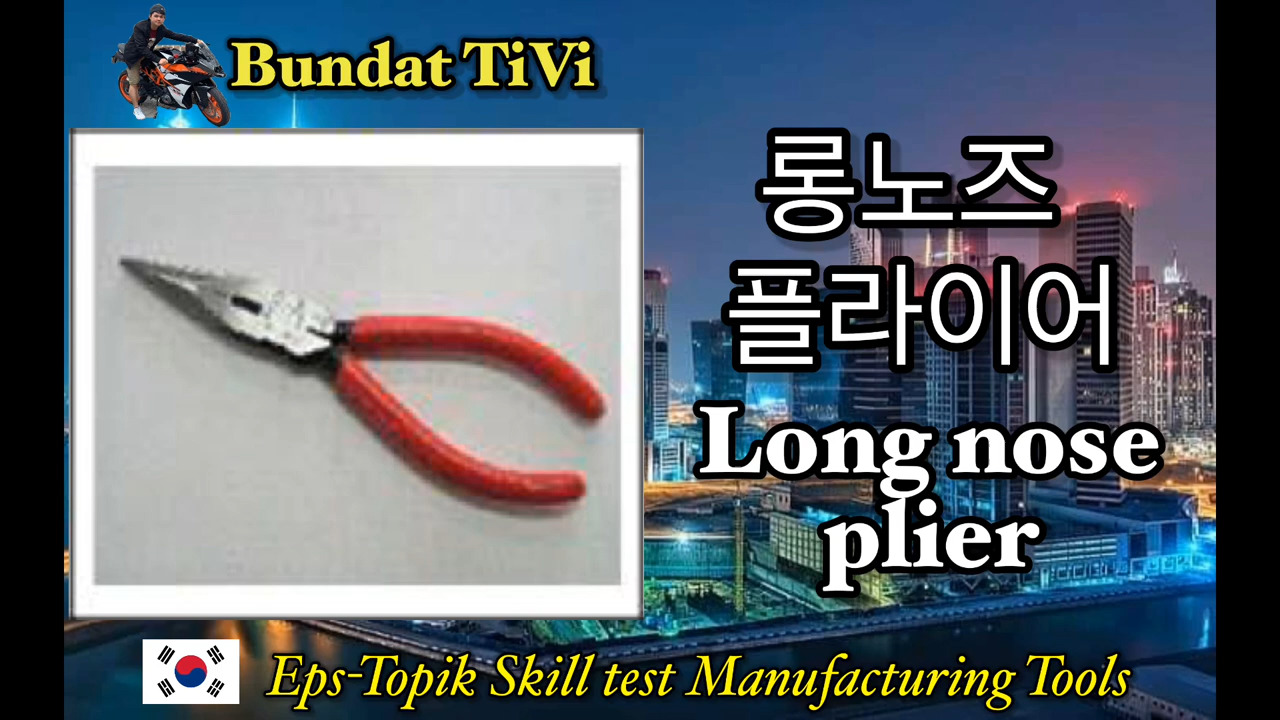 Bundat TiVi
롱노즈
플라이어
Long nose
plier
Eps-Topik Skill test Manufacturing Tools